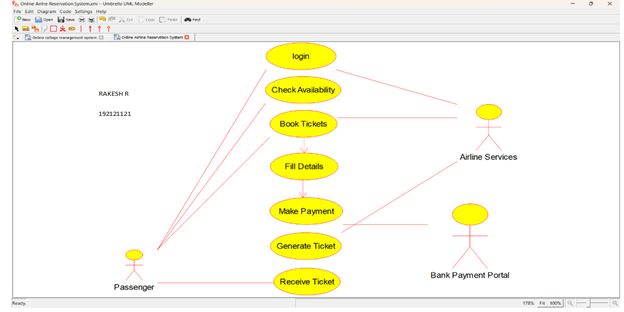 Online Airline Reservation System.xmi - Umbrello UML Modeller
File Edit Diagram Code Settings Help
New Open Save Cut Copy Paste Find
Online collage management system Online Airline Reservation System
login
Check Availability
RAKESH R
192121121
Book Tickets
Airline Services
Fill Details
Make Payment
Generate Ticket
Bank Payment Portal
Passenger
Receive Ticket
Ready.
178% Fit 100%